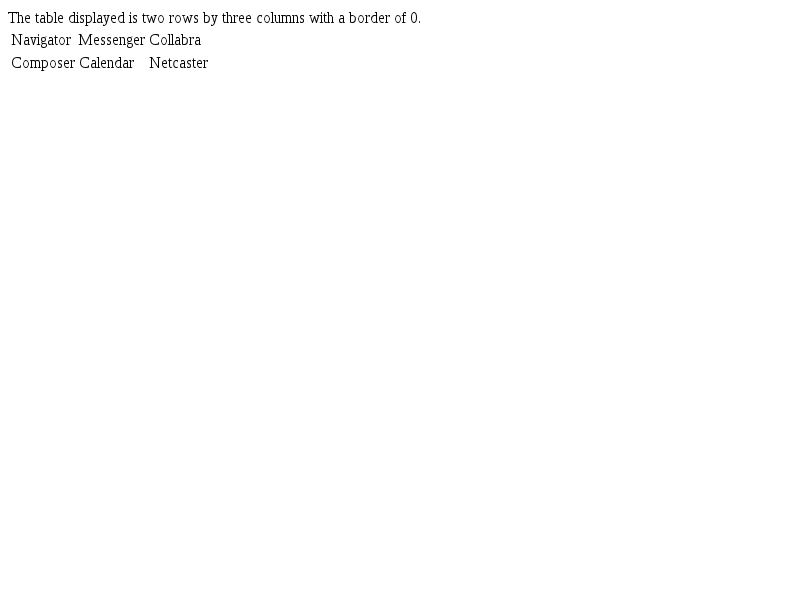 The table displayed is two rows by three columns with a border of 0.
Navigator Messenger Collabra
Composer Calendar Netcaster